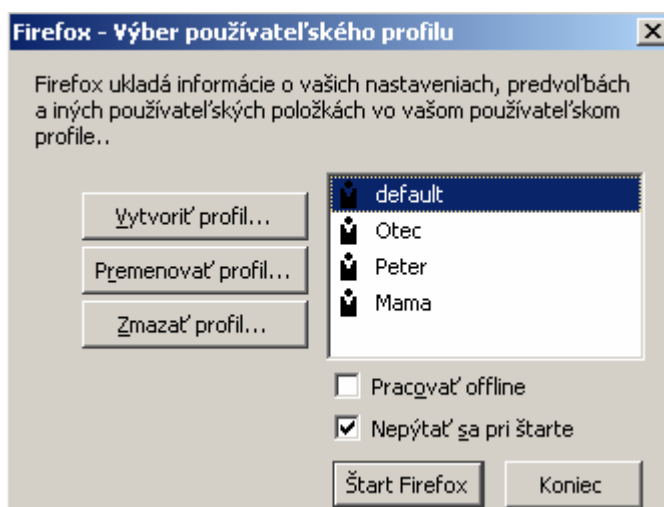 Firefox - Výber používateľského profilu
Firefox ukladá informácie o vašich nastaveniach, predvoľbách
a iných používateľských položkách vo vašom používateľskom
profile..
Vytvoriť profil...
Premenovať profil...
Zmazať profil...
default
Otec
Peter
Mama
Pracovať offline
Nepýtať sa pri štarte
Štart Firefox
Koniec